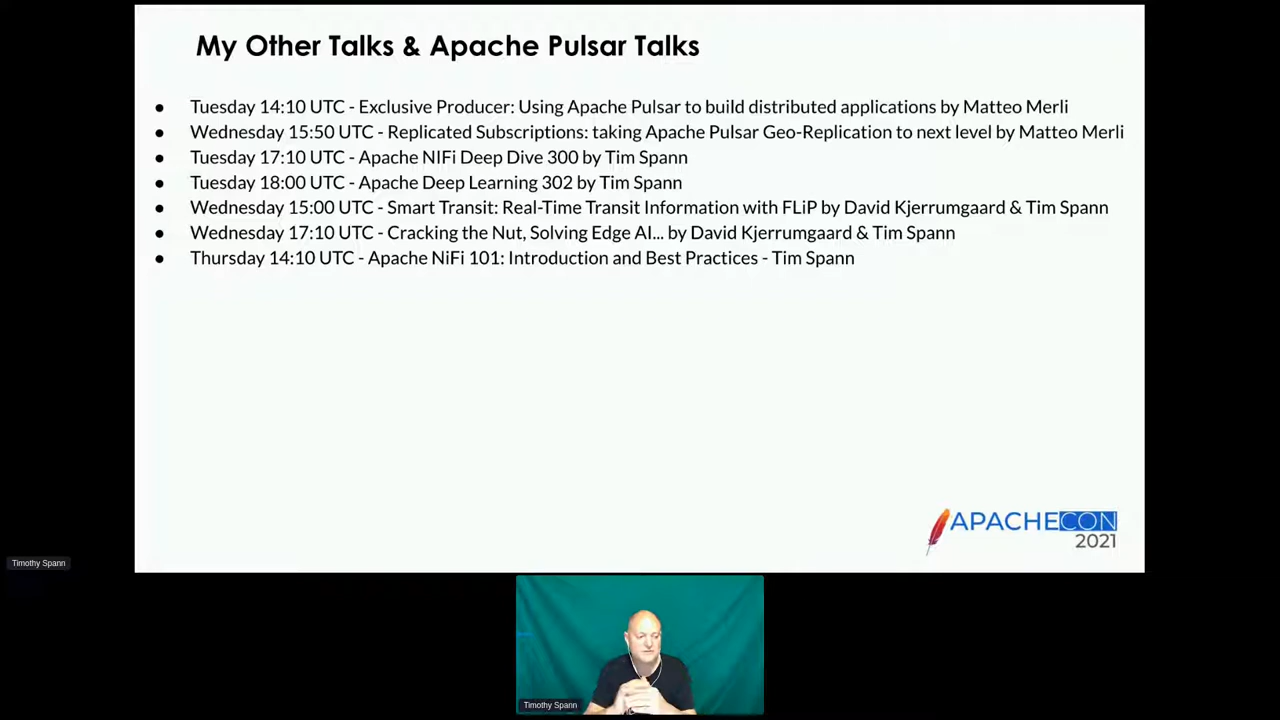 My Other Talks & Apache Pulsar Talks
● Tuesday 14:10 UTC - Exclusive Producer: Using Apache Pulsar to build distributed applications by Matteo Merli
● Wednesday 15:50 UTC - Replicated Subscriptions: taking Apache Pulsar Geo-Replication to next level by Matteo Merli
● Tuesday 17:10 UTC - Apache NIFi Deep Dive 300 by Tim Spann
● Tuesday 18:00 UTC - Apache Deep Learning 302 by Tim Spann
● Wednesday 15:00 UTC - Smart Transit: Real-Time Transit Information with FLiP by David Kjerrumgaard & Tim Spann
● Wednesday 17:10 UTC - Cracking the Nut, Solving Edge AI... by David Kjerrumgaard & Tim Spann
● Thursday 14:10 UTC - Apache NiFi 101: Introduction and Best Practices - Tim Spann
APACHECON
2021
Timothy Spann
Timothy Spann